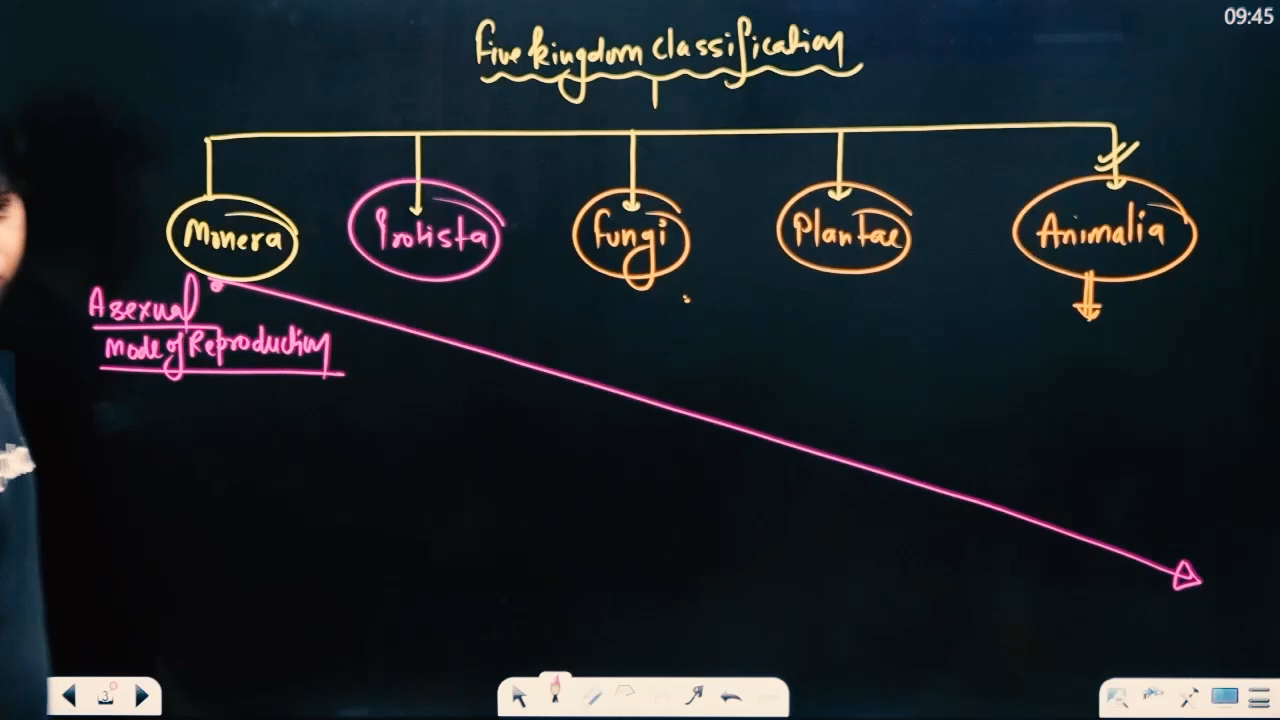 09:45
Five kingdom classification
Monera Protista Fungi Plantae Animalia
Asexual
Mode of Reproduction
3